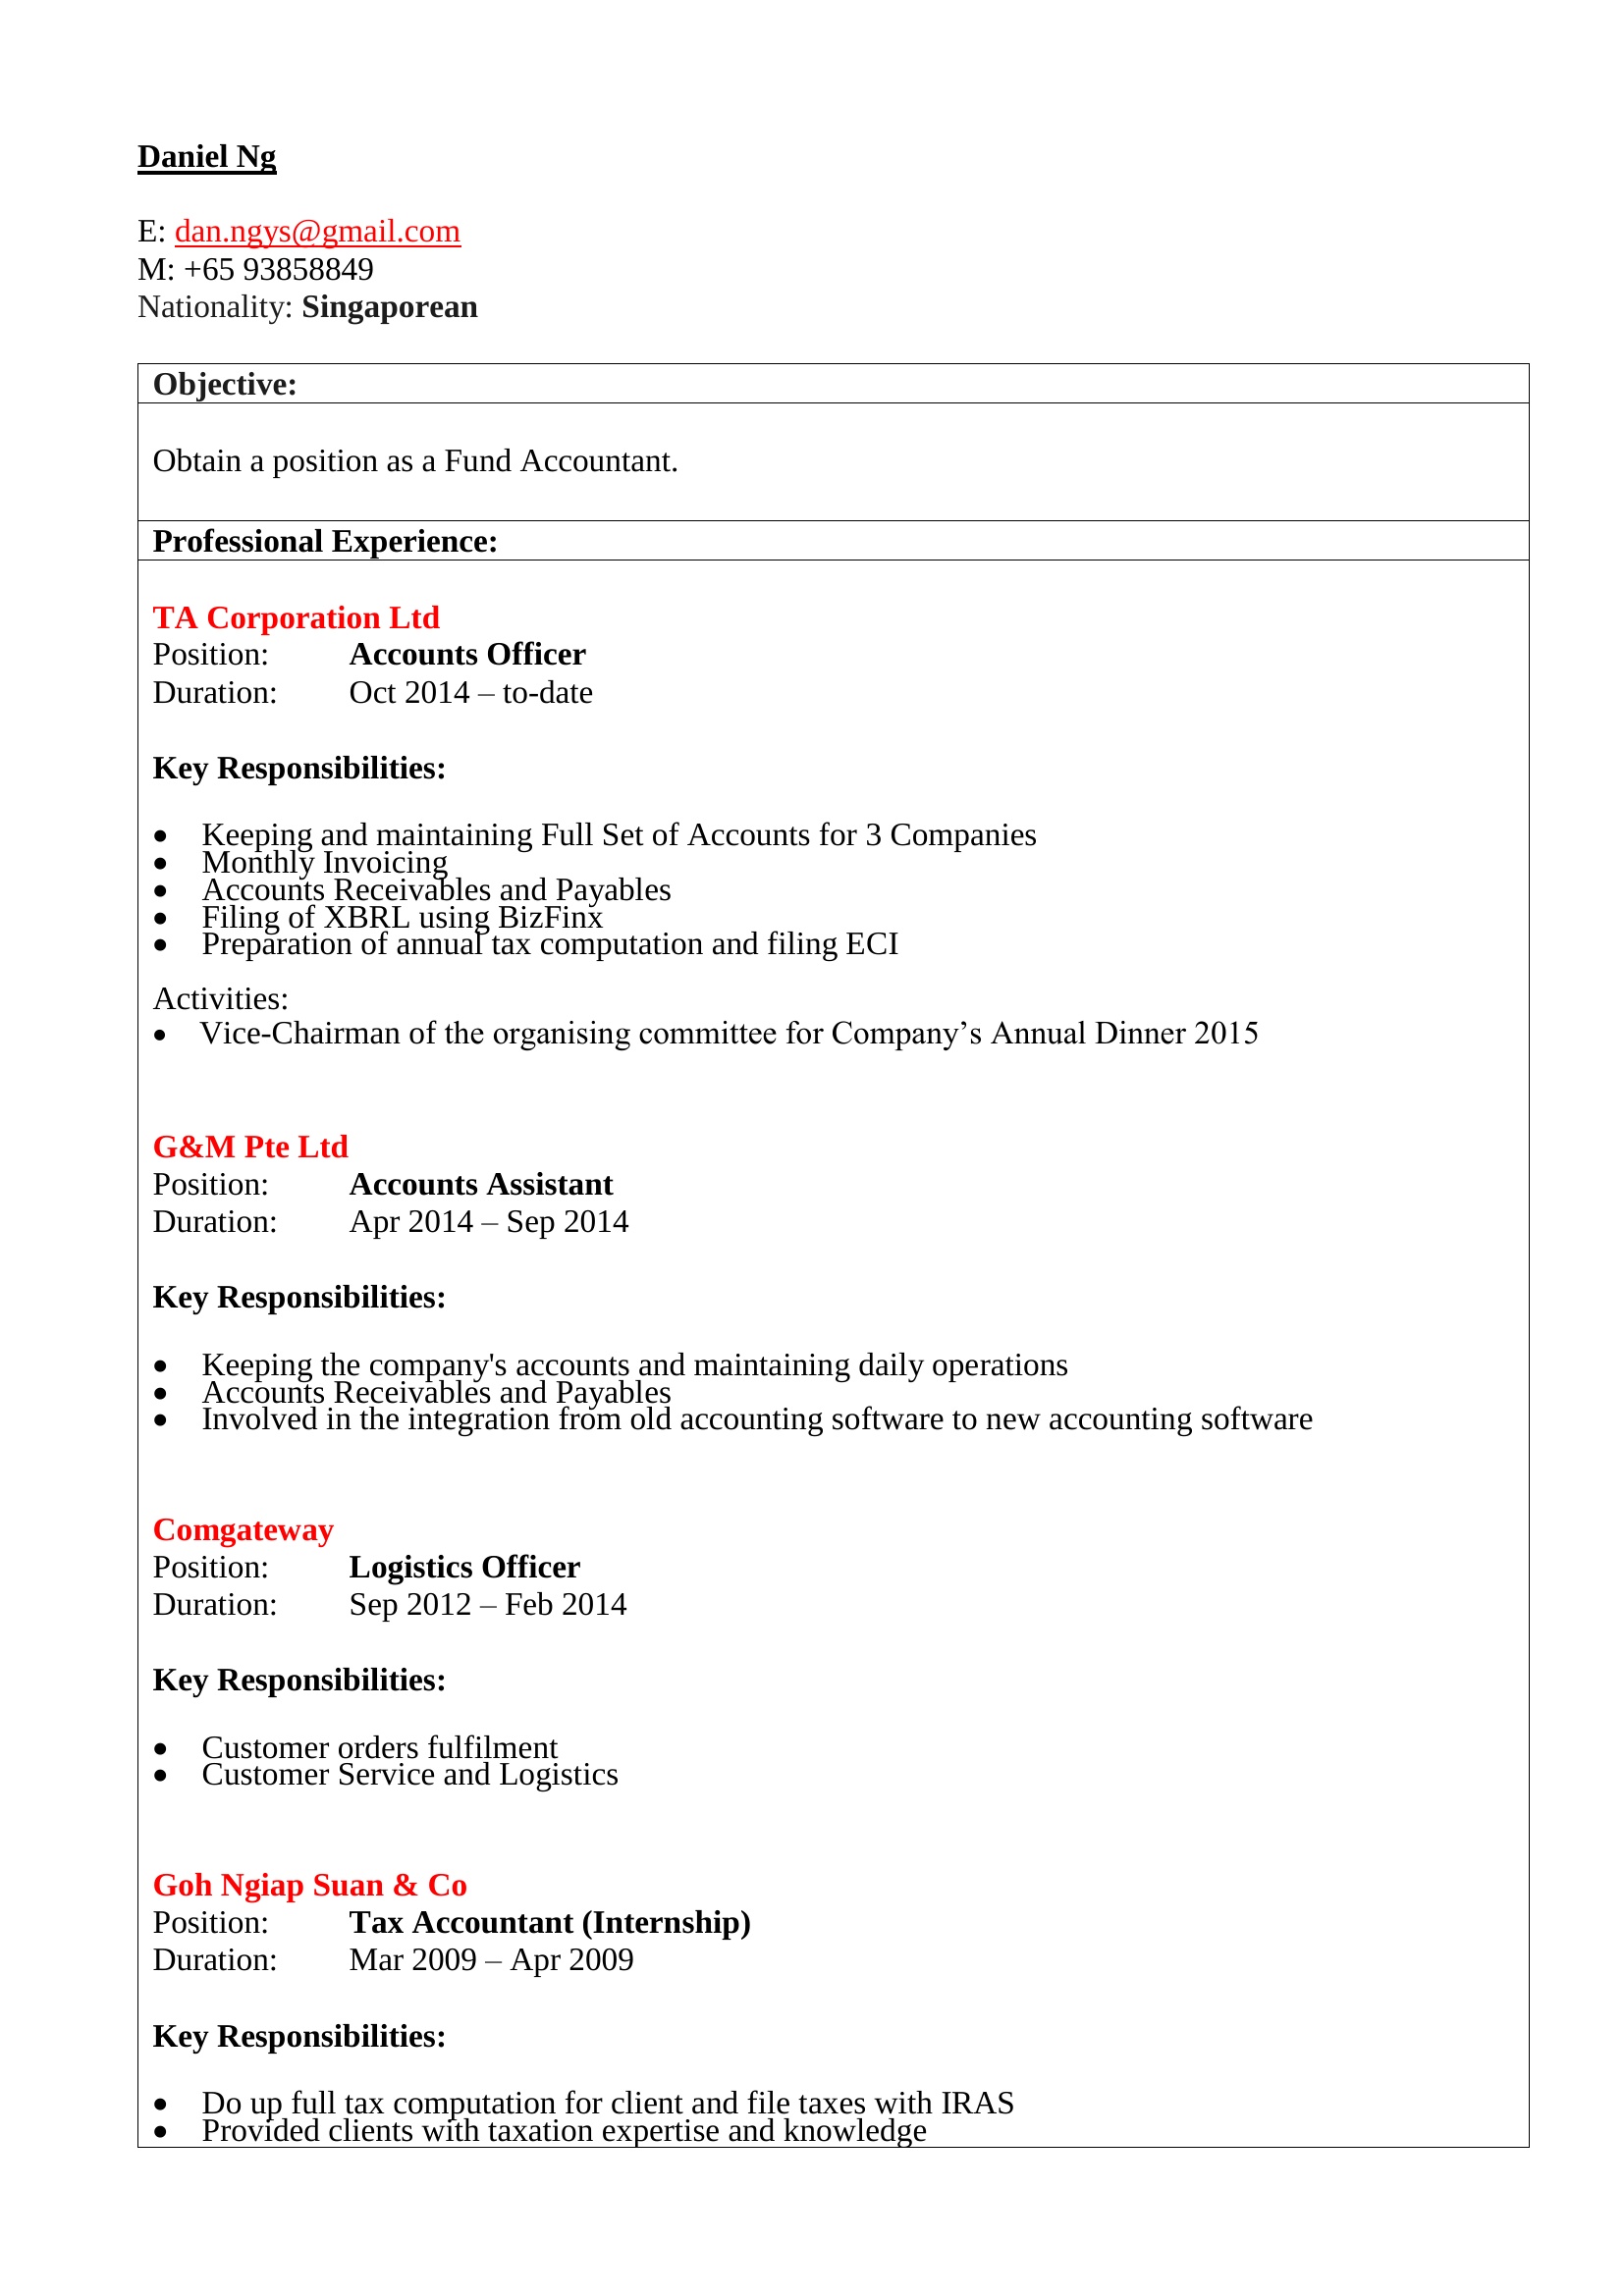 Daniel Ng
E: dan.ngys@gmail.com
M: +65 93858849
Nationality: Singaporean
Objective:
Obtain a position as a Fund Accountant.
Professional Experience:
TA Corporation Ltd
Position: Accounts Officer
Duration: Oct 2014 – to-date
Key Responsibilities:
• Keeping and maintaining Full Set of Accounts for 3 Companies
• Monthly Invoicing
• Accounts Receivables and Payables
• Filing of XBRL using BizFinx
• Preparation of annual tax computation and filing ECI
Activities:
• Vice-Chairman of the organising committee for Company’s Annual Dinner 2015
G&M Pte Ltd
Position: Accounts Assistant
Duration: Apr 2014 – Sep 2014
Key Responsibilities:
• Keeping the company's accounts and maintaining daily operations
• Accounts Receivables and Payables
• Involved in the integration from old accounting software to new accounting software
Comgateway
Position: Logistics Officer
Duration: Sep 2012 – Feb 2014
Key Responsibilities:
• Customer orders fulfilment
• Customer Service and Logistics
Goh Ngiap Suan & Co
Position: Tax Accountant (Internship)
Duration: Mar 2009 – Apr 2009
Key Responsibilities:
• Do up full tax computation for client and file taxes with IRAS
• Provided clients with taxation expertise and knowledge